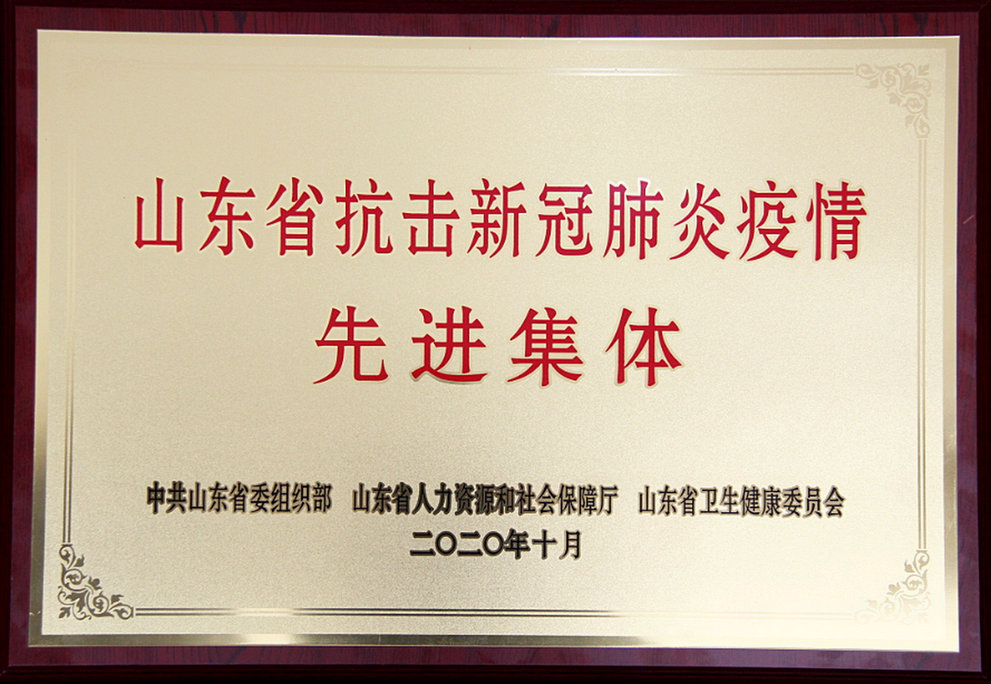 山东省抗击新冠肺炎疫情
先进集体
中共山东省委组织部 山东省人力资源和社会保障厅 山东省卫生健康委员会
二〇二〇年十月